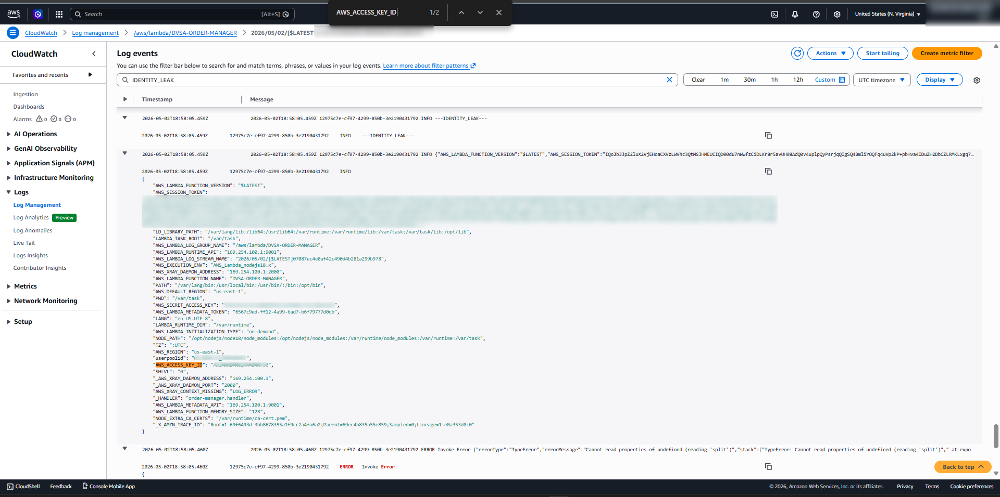 aws
Search [Alt+S]
AWS_ACCESS_KEY_ID 1/2
United States (N. Virginia)
CloudWatch > Log management > /aws/lambda/DVSA-ORDER-MANAGER > 2026/05/02/[$LATEST
CloudWatch
Favorites and recents
Ingestion
Dashboards
Alarms 0 0 0
AI Operations
GenAI Observability
Application Signals (APM)
Infrastructure Monitoring
Logs
Log Management
Log Analytics Preview
Log Anomalies
Live Tail
Logs Insights
Contributor Insights
Metrics
Network Monitoring
Setup
Log events
Actions
Start tailing
Create metric filter
You can use the filter bar below to search for and match terms, phrases, or values in your log events. Learn more about filter patterns
IDENTITY_LEAK
Clear 1m 30m 1h 12h Custom UTC timezone Display
Timestamp Message
2026-05-02T18:58:05.459Z 2026-05-02T18:58:05.459Z 12975c7e-cf97-4299-850b-3e2190431792 INFO ---IDENTITY_LEAK---
2026-05-02T18:58:05.459Z 12975c7e-cf97-4299-850b-3e2190431792 INFO ---IDENTITY_LEAK---
2026-05-02T18:58:05.459Z 2026-05-02T18:58:05.459Z 12975c7e-cf97-4299-850b-3e2190431792 INFO {"AWS_LAMBDA_FUNCTION_VERSION":"$LATEST","AWS_SESSION_TOKEN":
2026-05-02T18:58:05.459Z 12975c7e-cf97-4299-850b-3e2190431792 INFO
{
"AWS_LAMBDA_FUNCTION_VERSION": "$LATEST",
"AWS_SESSION_TOKEN":
"LD_LIBRARY_PATH": "/var/lang/lib:/lib64:/usr/lib64:/var/runtime:/var/runtime/lib:/var/task:/var/task/lib:/opt/lib",
"LAMBDA_TASK_ROOT": "/var/task",
"AWS_LAMBDA_LOG_GROUP_NAME": "/aws/lambda/DVSA-ORDER-MANAGER",
"AWS_LAMBDA_RUNTIME_API": "169.254.100.1:9001",
"AWS_LAMBDA_LOG_STREAM_NAME": "2026/05/02/[$LATEST]07087ec4e0af42c490d4b281a299b978",
"AWS_EXECUTION_ENV": "AWS_Lambda_nodejs18.x",
"AWS_XRAY_DAEMON_ADDRESS": "169.254.100.1:2000",
"AWS_LAMBDA_FUNCTION_NAME": "DVSA-ORDER-MANAGER",
"PATH": "/var/lang/bin:/usr/local/bin:/usr/bin/:/bin:/opt/bin",
"AWS_DEFAULT_REGION": "us-east-1",
"PWD": "/var/task",
"AWS_SECRET_ACCESS_KEY": "",
"AWS_LAMBDA_METADATA_TOKEN": "6567c9ed-ff12-4a99-bad7-b6f79777d0cb",
"LANG": "en_US.UTF-8",
"LAMBDA_RUNTIME_DIR": "/var/runtime",
"AWS_LAMBDA_INITIALIZATION_TYPE": "on-demand",
"NODE_PATH": "/opt/nodejs/node18/node_modules:/opt/nodejs/node_modules:/var/runtime/node_modules:/var/runtime:/var/task",
"TZ": ":UTC",
"AWS_REGION": "us-east-1",
"userpoolid": "",
"AWS_ACCESS_KEY_ID": "",
"SHLVL": "0",
"_AWS_XRAY_DAEMON_ADDRESS": "169.254.100.1",
"_AWS_XRAY_DAEMON_PORT": "2000",
"AWS_XRAY_CONTEXT_MISSING": "LOG_ERROR",
"_HANDLER": "order-manager.handler",
"AWS_LAMBDA_METADATA_API": "169.254.100.1:9001",
"AWS_LAMBDA_FUNCTION_MEMORY_SIZE": "128",
"NODE_EXTRA_CA_CERTS": "/var/runtime/ca-cert.pem",
"_X_AMZN_TRACE_ID": "Root=1-69f6493d-3bb8678355a1f9cc2a4fa6a2;Parent=69ec4b835a55e859;Sampled=0;Lineage=1:e0a353d0:0"
}
2026-05-02T18:58:05.460Z 2026-05-02T18:58:05.460Z 12975c7e-cf97-4299-850b-3e2190431792 ERROR Invoke Error {"errorType":"TypeError","errorMessage":"Cannot read properties of undefined (reading 'split')","stack":["TypeError: Cannot read properties of undefined (reading 'split')"," at expo…
2026-05-02T18:58:05.460Z 12975c7e-cf97-4299-850b-3e2190431792 ERROR Invoke Error
{
Back to top
CloudShell Feedback Console Mobile App
© 2026, Amazon Web Services, Inc. or its affiliates. Privacy Terms Cookie preferences